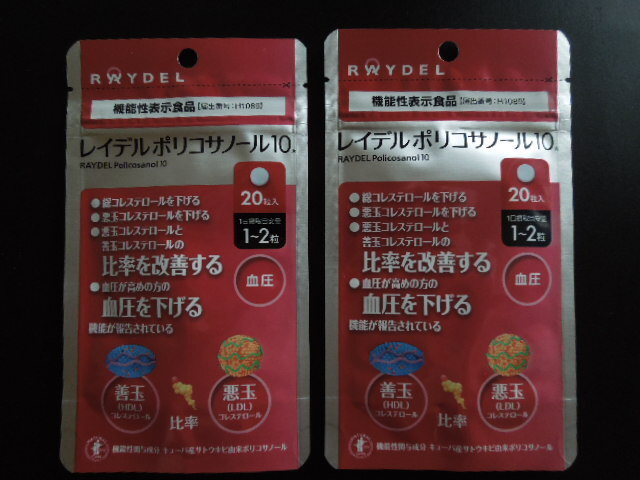 RAYDEL
機能性表示食品【届出番号:H1085】
レイデル ポリコサノール10®
RAYDEL Policosanol 10
20粒入
1日摂取目安量
1~2粒
●総コレステロールを下げる
●悪玉コレステロールを下げる
●悪玉コレステロールと
善玉コレステロールの
比率を改善する
●血圧が高めの方の
血圧を下げる
機能が報告されている
血圧
善玉
(HDL)
コレステロール
比率
悪玉
(LDL)
コレステロール
機能性関与成分 キューバ産サトウキビ由来ポリコサノール
RAYDEL
機能性表示食品【届出番号:H1085】
レイデル ポリコサノール10®
RAYDEL Policosanol 10
20粒入
1日摂取目安量
1~2粒
●総コレステロールを下げる
●悪玉コレステロールを下げる
●悪玉コレステロールと
善玉コレステロールの
比率を改善する
●血圧が高めの方の
血圧を下げる
機能が報告されている
血圧
善玉
(HDL)
コレステロール
比率
悪玉
(LDL)
コレステロール
機能性関与成分 キューバ産サトウキビ由来ポリコサノール